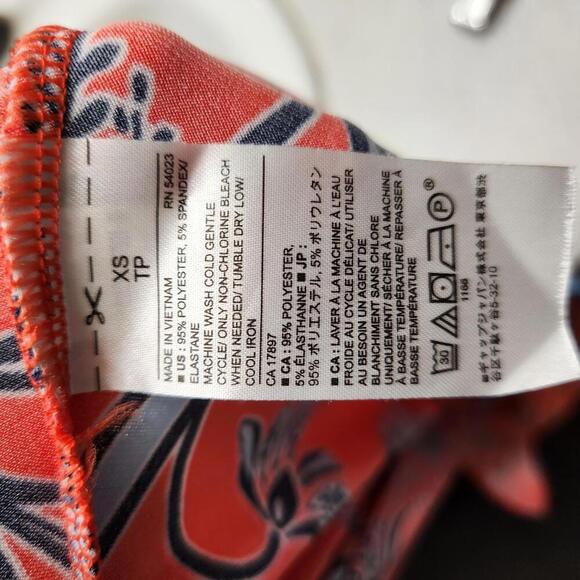 XS
TP
MADE IN VIETNAM RN 54023
■ US: 95% POLYESTER, 5% SPANDEX/
ELASTANE
MACHINE WASH COLD GENTLE
CYCLE/ ONLY NON-CHLORINE BLEACH
WHEN NEEDED/ TUMBLE DRY LOW/
COOL IRON
CA 17897
■ CA: 95% POLYESTER,
5% ÉLASTHANNE ■ JP:
95% ポリエステル, 5% ポリウレタン
■ CA: LAVER À LA MACHINE À L'EAU
FROIDE AU CYCLE DÉLICAT/ UTILISER
AU BESOIN UN AGENT DE
BLANCHIMENT SANS CHLORE
UNIQUEMENT/ SÉCHER À LA MACHINE
À BASSE TEMPÉRATURE/ REPASSER À
BASSE TEMPÉRATURE
30
P
®
1166
■ギャップジャパン株式会社 東京都渋
谷区千駄ヶ谷5-32-10